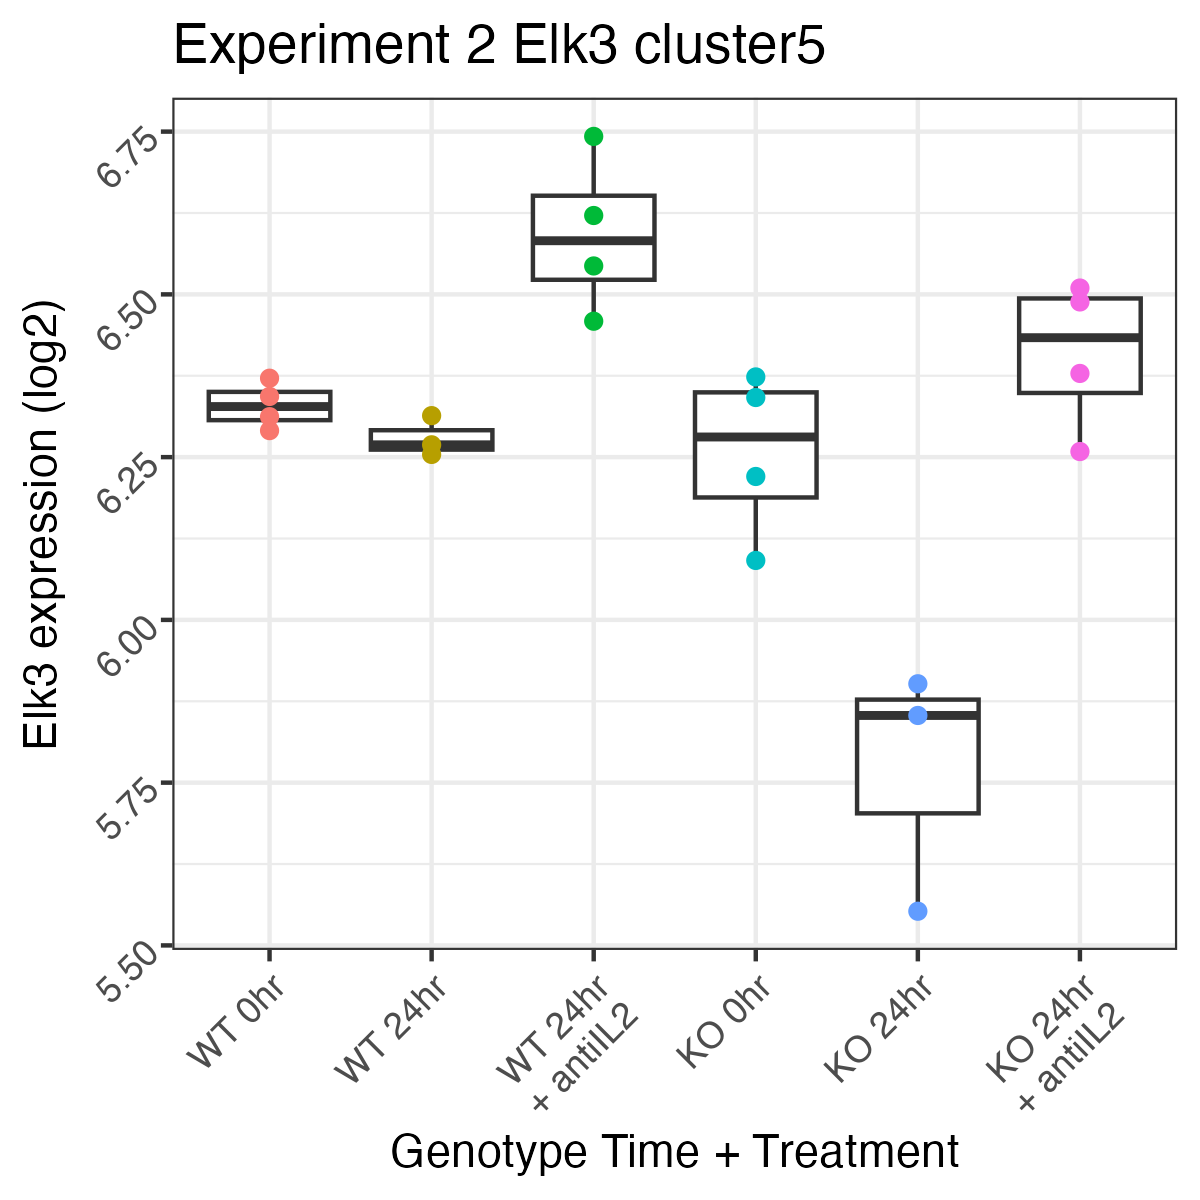 Experiment 2 Elk3 cluster5
Elk3 expression (log2)
6.75
6.50
6.25
6.00
5.75
5.50
WT 0hr
WT 24hr
WT 24hr
+ antiIL2
KO 0hr
KO 24hr
KO 24hr
+ antiIL2
Genotype Time + Treatment